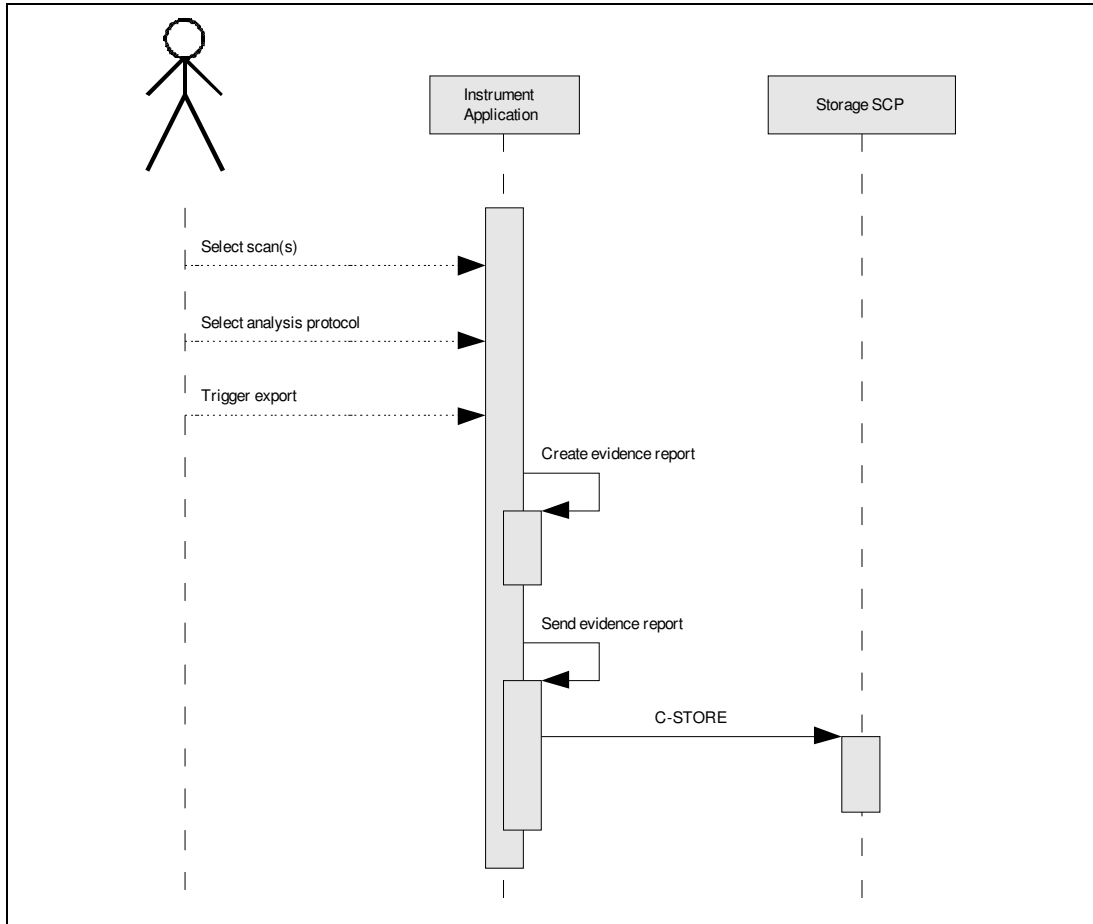 Instrument
Application
Storage SCP
Select scan(s)
Select analysis protocol
Trigger export
Create evidence report
Send evidence report
C-STORE